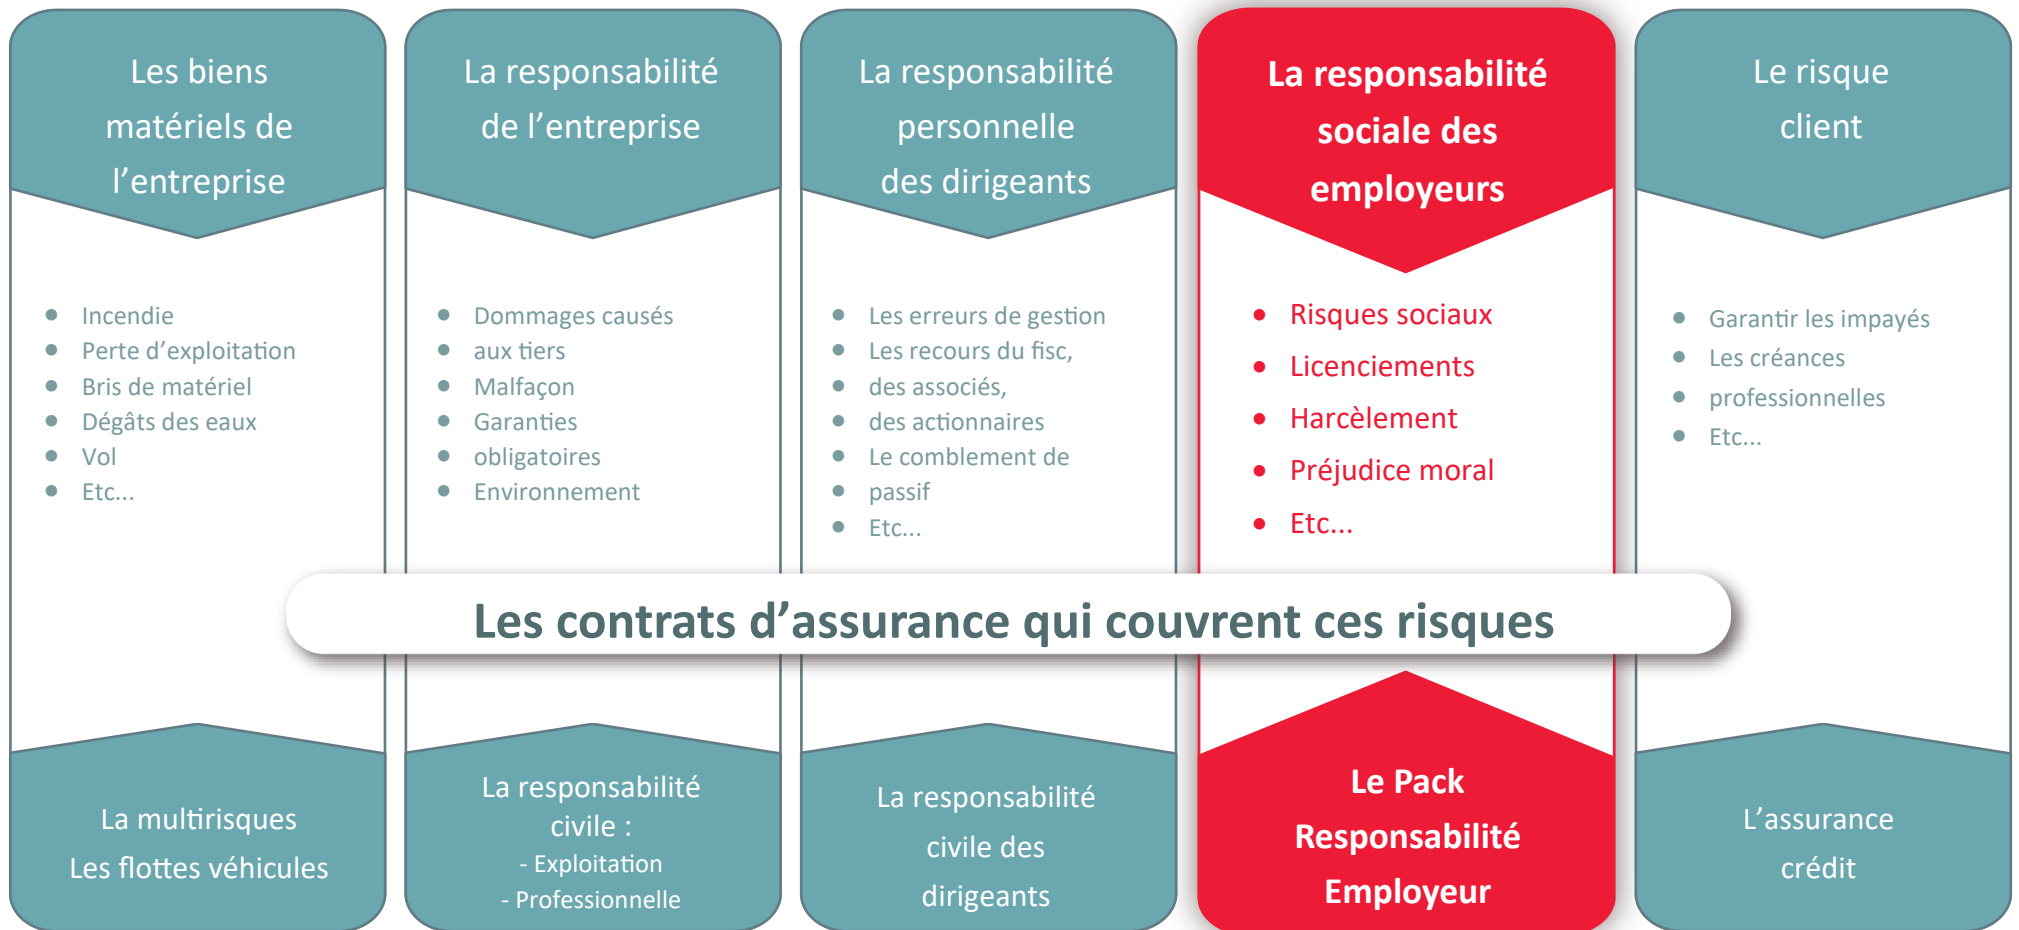 Les biens
matériels de
l’entreprise
La responsabilité
de l’entreprise
La responsabilité
personnelle
des dirigeants
La responsabilité
sociale des
employeurs
Le risque
client
• Incendie
• Perte d’exploitation
• Bris de matériel
• Dégâts des eaux
• Vol
• Etc...
• Dommages causés
• aux tiers
• Malfaçon
• Garanties
• obligatoires
• Environnement
• Les erreurs de gestion
• Les recours du fisc,
• des associés,
• des actionnaires
• Le comblement de
• passif
• Etc...
• Risques sociaux
• Licenciements
• Harcèlement
• Préjudice moral
• Etc...
• Garantir les impayés
• Les créances
• professionnelles
• Etc...
Les contrats d’assurance qui couvrent ces risques
La multirisques
Les flottes véhicules
La responsabilité
civile :
- Exploitation
- Professionnelle
La responsabilité
civile des
dirigeants
Le Pack
Responsabilité
Employeur
L’assurance
crédit